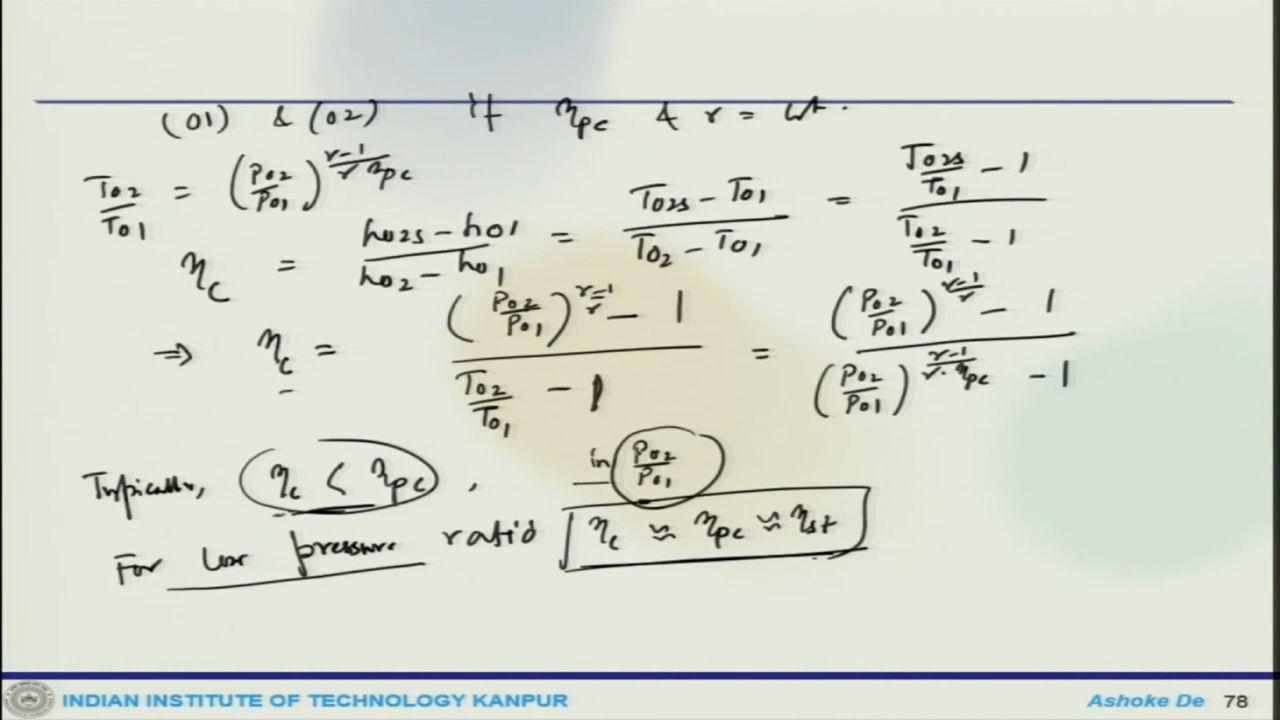 (01) & (02) If ηpc & γ = const.
T02/T01 = (P02/P01)^((γ-1)/(γ ηpc))
ηc = (h02s - h01)/(h02 - h01) = (T02s - T01)/(T02 - T01) = (T02s/T01 - 1)/(T02/T01 - 1)
⇒ ηc = ((P02/P01)^((γ-1)/γ) - 1)/(T02/T01 - 1) = ((P02/P01)^((γ-1)/(γ·ηpc)) - 1)/((P02/P01)^((γ-1)/(γ·ηpc)) - 1)
Typically, ηc < ηpc, in P02/P01
For low pressure ratio ηc ≈ ηpc ≈ ηst
INDIAN INSTITUTE OF TECHNOLOGY KANPUR
Ashoke De 78